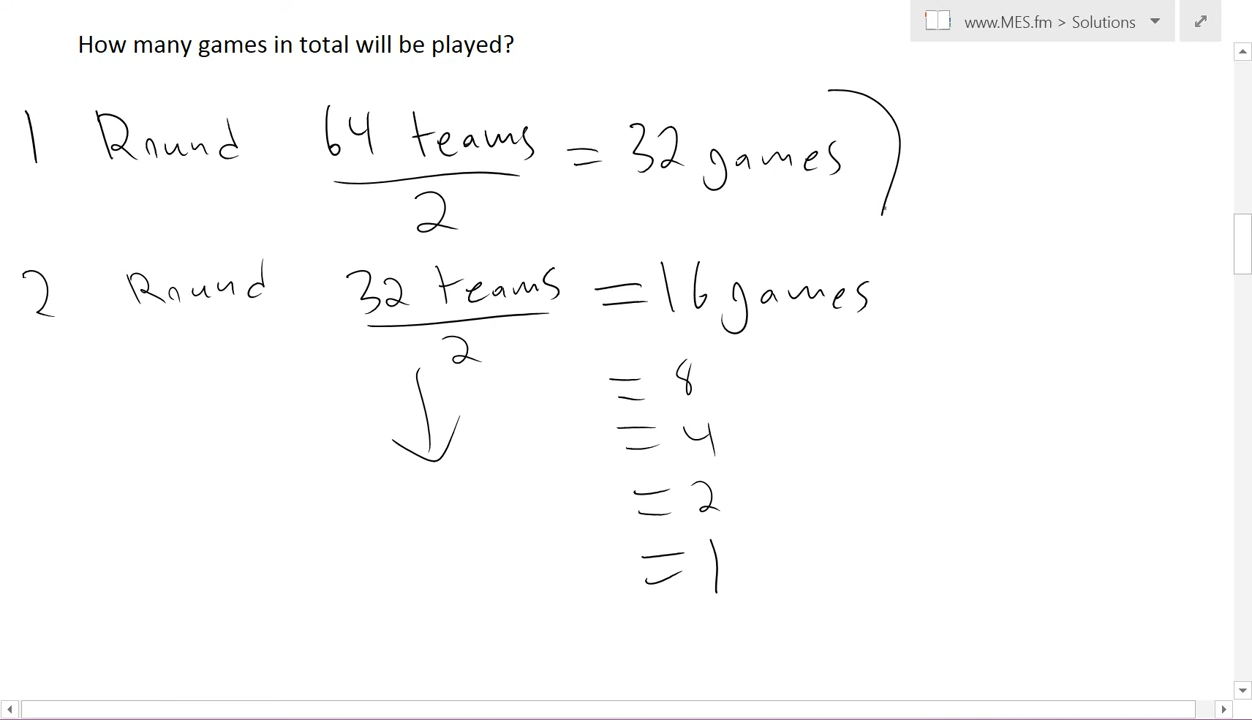 www.MES.fm > Solutions
How many games in total will be played?
1 Round 64 teams / 2 = 32 games
2 Round 32 teams / 2 = 16 games
= 8
= 4
= 2
= 1